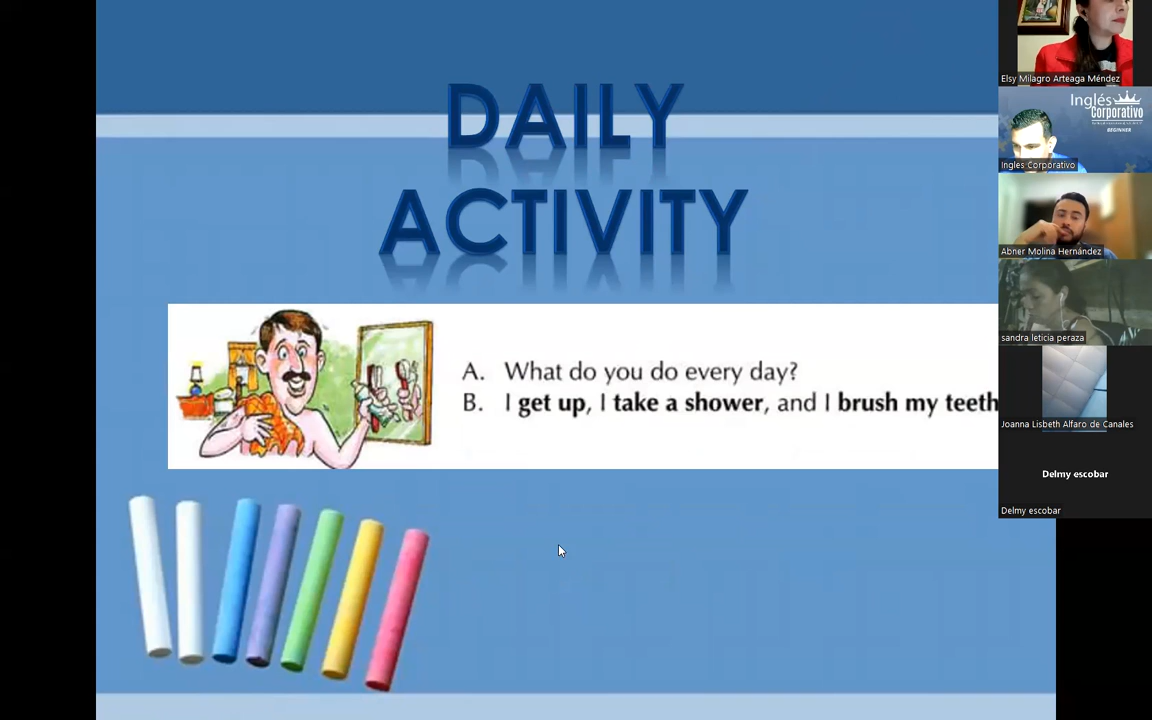 DAILY
ACTIVITY
A. What do you do every day?
B. I get up, I take a shower, and I brush my teeth
Elsy Milagro Arteaga Méndez
Inglés
Corporativo
BEGINNER
Ingles Corporativo
Abner Molina Hernández
sandra leticia peraza
Joanna Lisbeth Alfaro de Canales
Delmy escobar
Delmy escobar